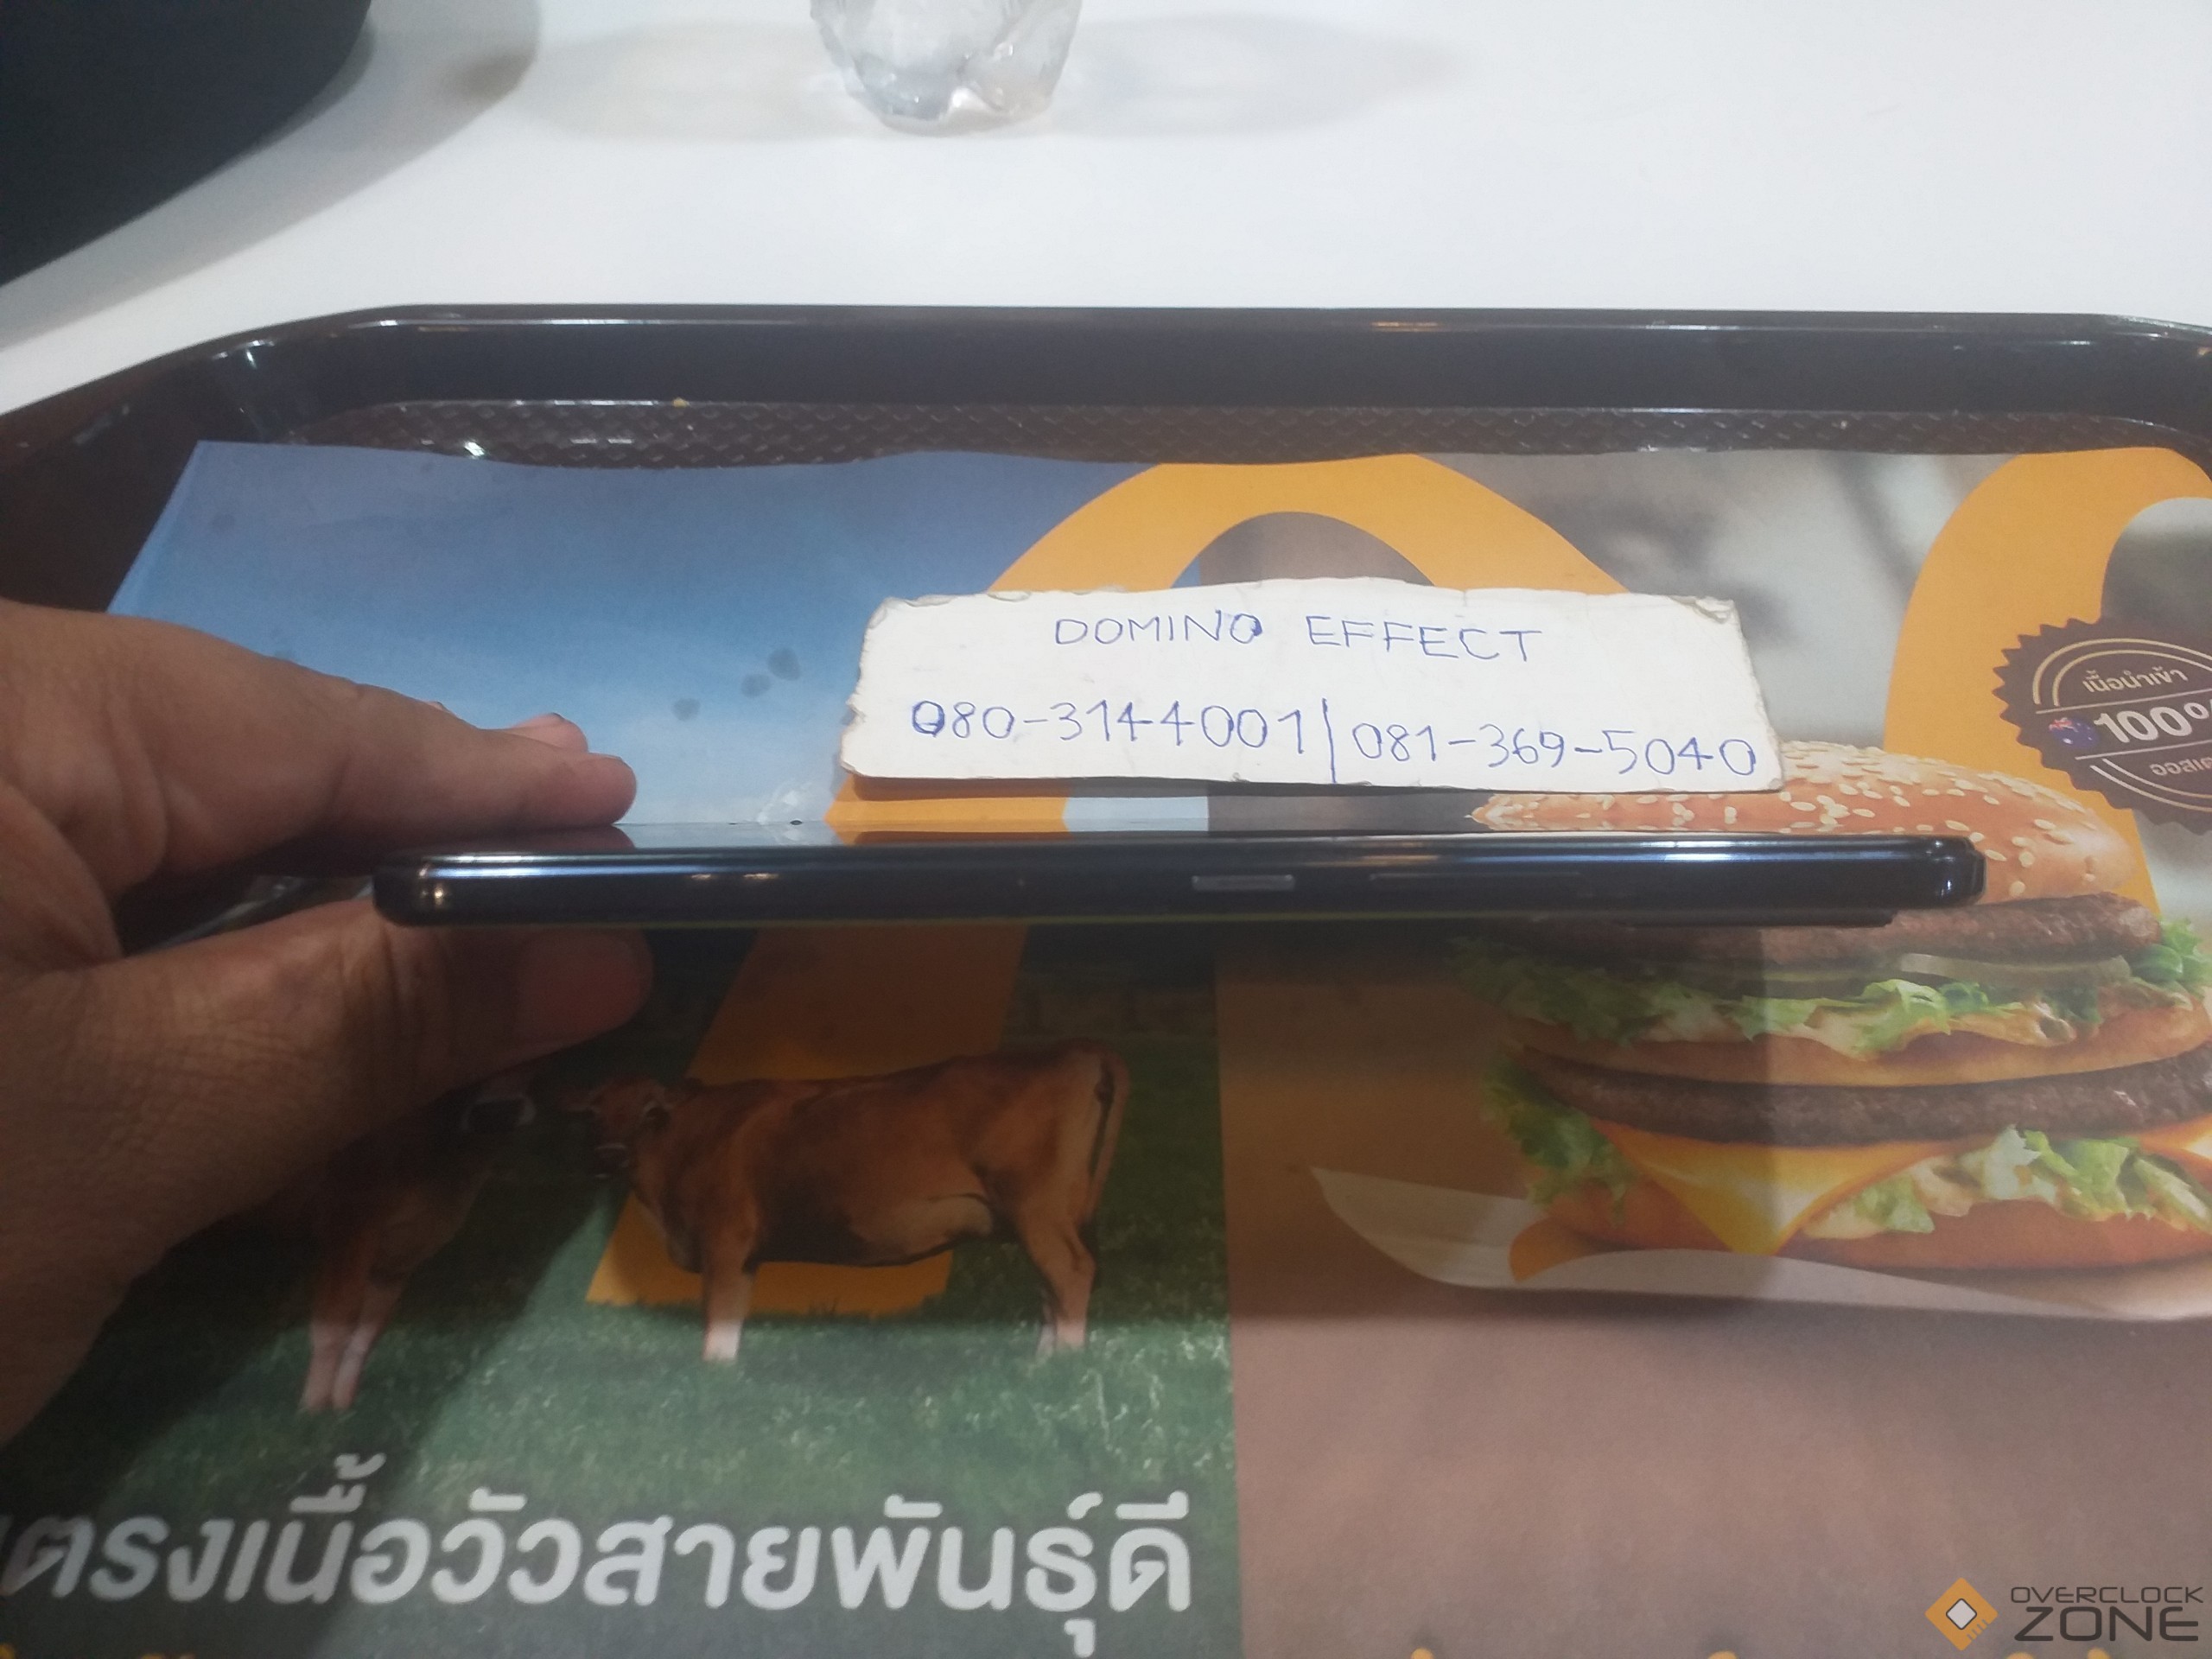 DOMINO EFFECT
080-3144001 | 081-369-5040
เนื้อนำเข้า
100%
ตรงเนื้อวัวสายพันธุ์ดี
OVERCLOCK
ZONE